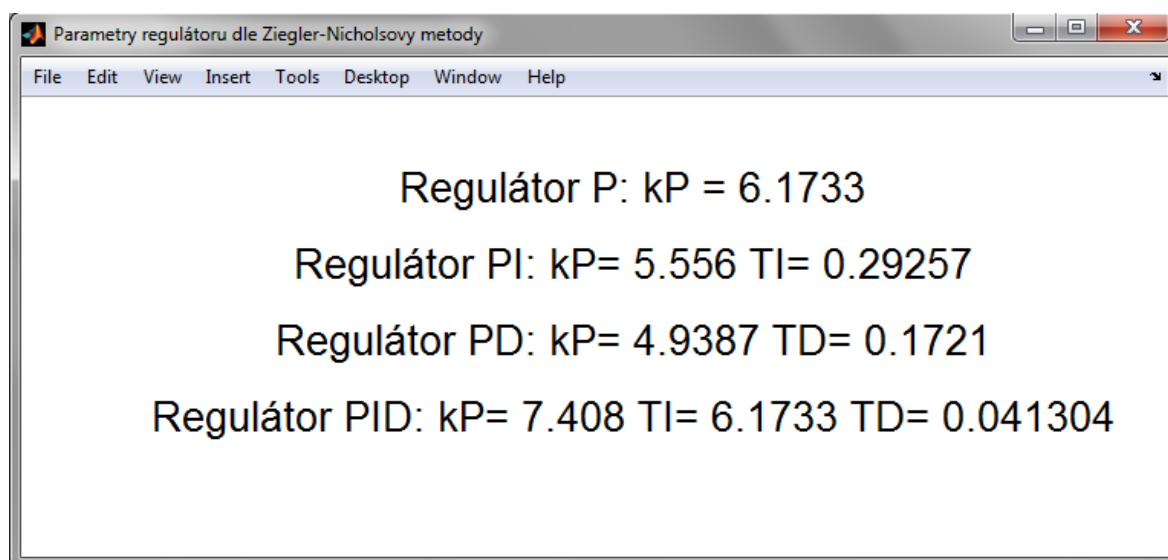 Parametry regulátoru dle Ziegler-Nicholsovy metody
File Edit View Insert Tools Desktop Window Help
Regulátor P: kP = 6.1733
Regulátor PI: kP= 5.556 TI= 0.29257
Regulátor PD: kP= 4.9387 TD= 0.1721
Regulátor PID: kP= 7.408 TI= 6.1733 TD= 0.041304